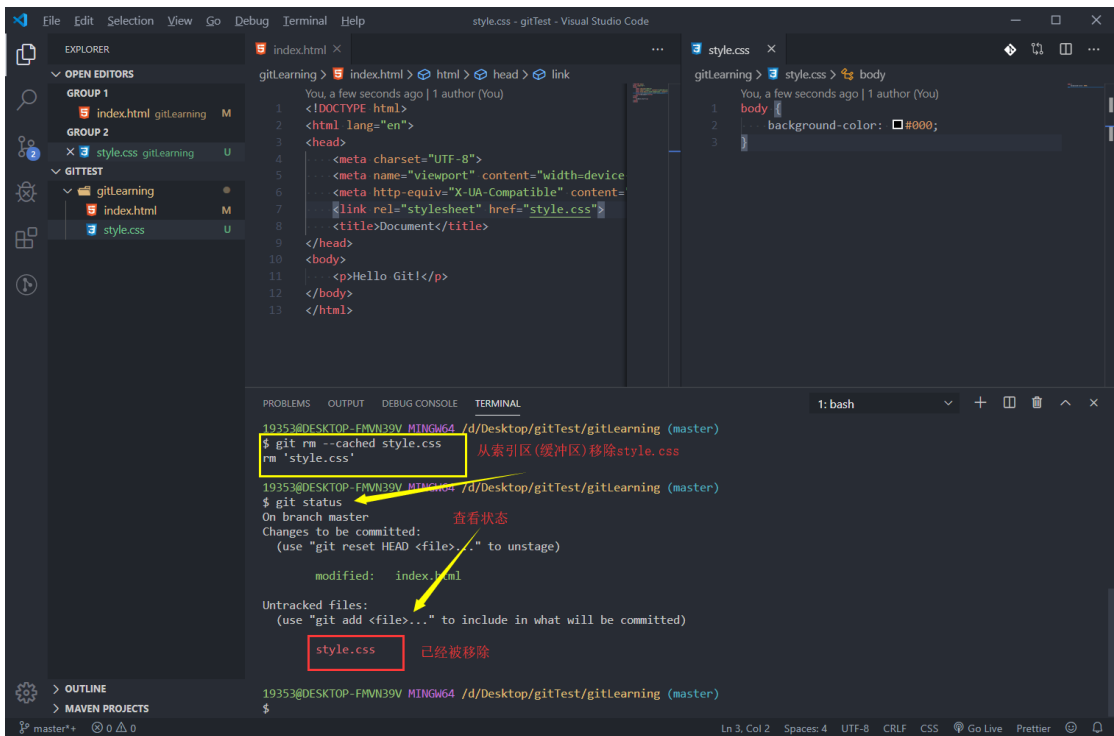 File Edit Selection View Go Debug Terminal Help
style.css - gitTest - Visual Studio Code
EXPLORER
OPEN EDITORS
GROUP 1
index.html gitLearning M
GROUP 2
style.css gitLearning U
GITTEST
gitLearning
index.html M
style.css U
OUTLINE
MAVEN PROJECTS
2
index.html
gitLearning > index.html > html > head > link
You, a few seconds ago | 1 author (You)
1 <!DOCTYPE html>
2 <html lang="en">
3 <head>
4 <meta charset="UTF-8">
5 <meta name="viewport" content="width=device
6 <meta http-equiv="X-UA-Compatible" content=
7 <link rel="stylesheet" href="style.css">
8 <title>Document</title>
9 </head>
10 <body>
11 <p>Hello Git!</p>
12 </body>
13 </html>
style.css
gitLearning > style.css > body
You, a few seconds ago | 1 author (You)
1 body {
2 background-color: #000;
3 }
PROBLEMS OUTPUT DEBUG CONSOLE TERMINAL
1: bash
19353@DESKTOP-FMVN39V MINGW64 /d/Desktop/gitTest/gitLearning (master)
$ git rm --cached style.css
rm 'style.css'
从索引区(缓冲区)移除style.css
19353@DESKTOP-FMVN39V MINGW64 /d/Desktop/gitTest/gitLearning (master)
$ git status
On branch master
查看状态
Changes to be committed:
(use "git reset HEAD <file>..." to unstage)
modified: index.html
Untracked files:
(use "git add <file>..." to include in what will be committed)
style.css
已经被移除
19353@DESKTOP-FMVN39V MINGW64 /d/Desktop/gitTest/gitLearning (master)
$
master*+ 0 0
Ln 3, Col 2 Spaces: 4 UTF-8 CRLF CSS Go Live Prettier